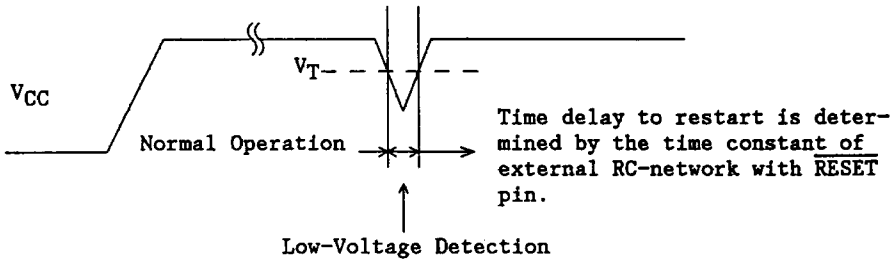 V_T
V_CC
Time delay to restart is deter-
mined by the time constant of
external RC-network with R̅E̅S̅E̅T̅
pin.
Normal Operation
Low-Voltage Detection